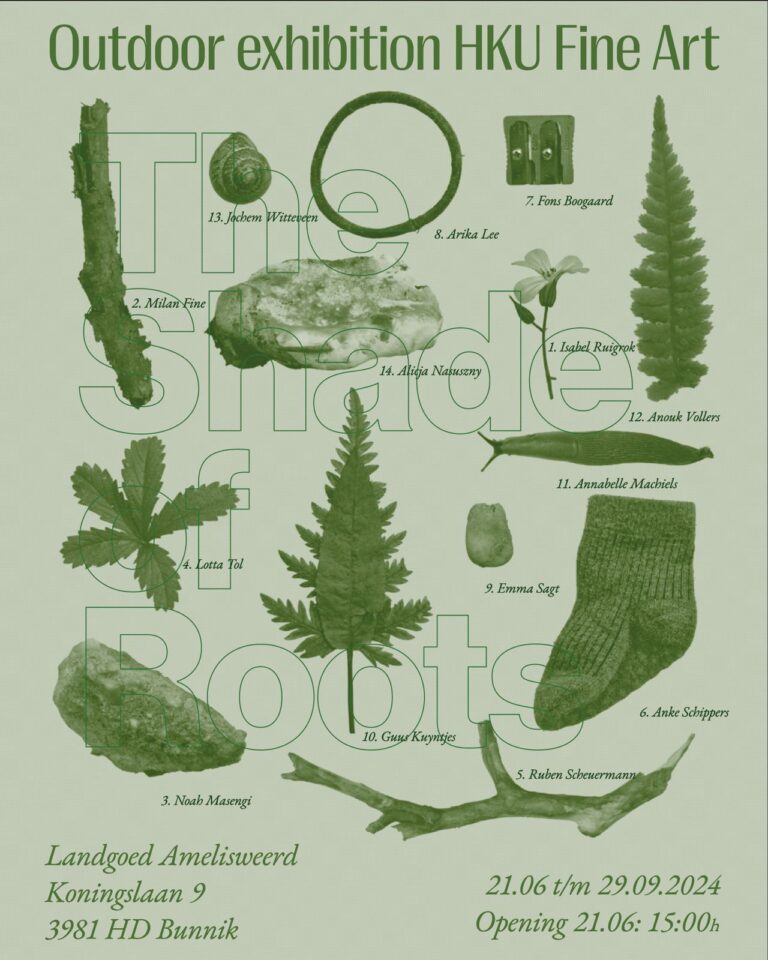 Outdoor exhibition HKU Fine Art
The
Shade
of
Roots
13. Jochem Witteveen
8. Arika Lee
7. Fons Boogaard
2. Milan Fine
14. Alicja Nasuszny
1. Isabel Ruigrok
12. Anouk Vollers
11. Annabelle Machiels
4. Lotta Tol
9. Emma Sagt
10. Guus Kuyntjes
6. Anke Schippers
3. Noah Masengi
5. Ruben Scheuermann
Landgoed Amelisweerd
Koningslaan 9
3981 HD Bunnik
21.06 t/m 29.09.2024
Opening 21.06: 15:00h